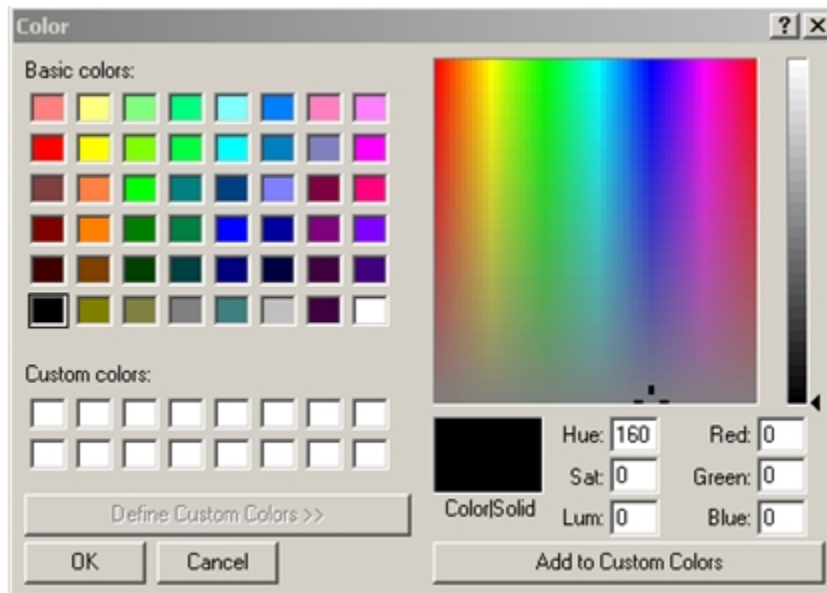 Color
Basic colors:
Custom colors:
Define Custom Colors >>
OK Cancel
Color|Solid
Hue: 160 Red: 0
Sat: 0 Green: 0
Lum: 0 Blue: 0
Add to Custom Colors